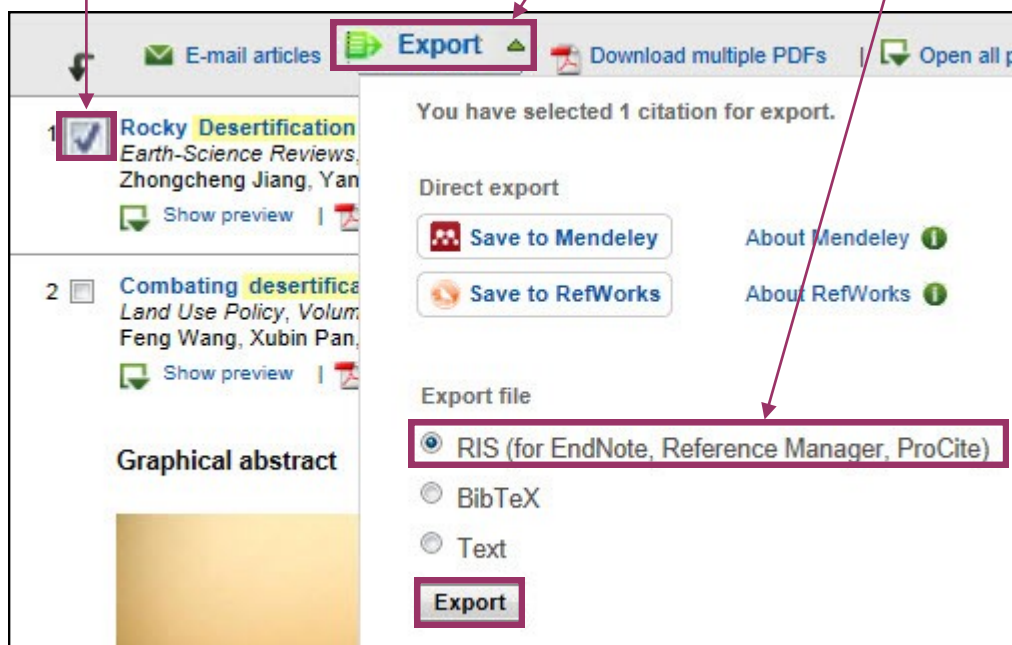 E-mail articles Export Download multiple PDFs | Open all
You have selected 1 citation for export.
1 Rocky Desertification
Earth-Science Reviews,
Zhongcheng Jiang, Yan
Show preview |
Direct export
Save to Mendeley About Mendeley
Save to RefWorks About RefWorks
2 Combating desertifica
Land Use Policy, Volum
Feng Wang, Xubin Pan,
Show preview |
Graphical abstract
Export file
RIS (for EndNote, Reference Manager, ProCite)
BibTeX
Text
Export